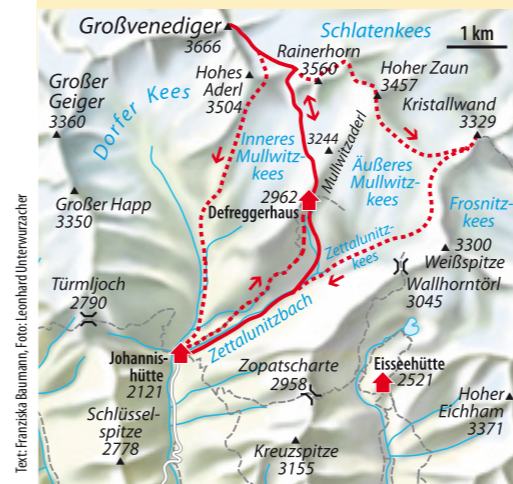 Großvenediger
3666
Schlatenkees
1 km
Rainerhorn
3560
Hoher Zaun
3457
Hohes
Aderl
3504
Kristallwand
3329
Großer
Geiger
3360
Dorfer Kees
Inneres
Mullwitz-
kees
3244
Mullwitzaderl
Äußeres
Mullwitz-
kees
Großer Happ
3350
2962
Defreggerhaus
Frosnitz-
kees
Zettalunitz-
kees
3300
Weißspitze
Wallhorntörl
3045
Türmljoch
2790
Zettalunitzbach
Johannis-
hütte
2121
Zopatscharte
2958
Eisseehütte
2521
Schlüssel-
spitze
2778
Kreuzspitze
3155
Hoher
Eichham
3371
Text: Franziska Baumann, Foto: Leonhard Unterwurzacher